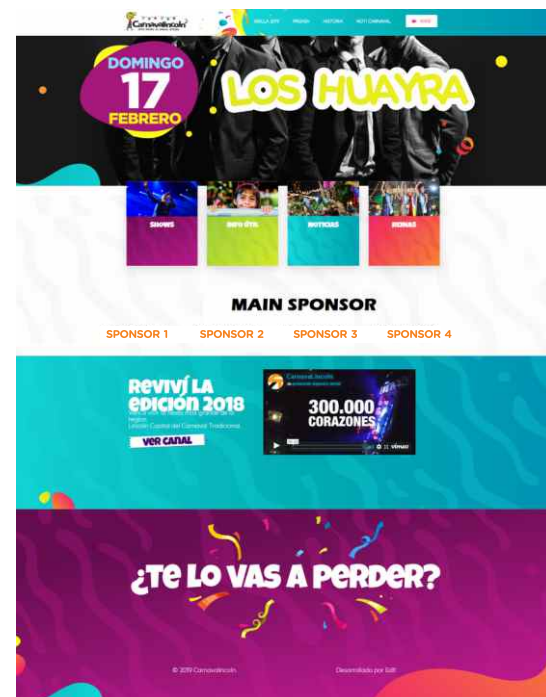 Carnavalincoln
BRILLA 2019 PRENSA HISTORIA NOTI CARNAVAL
DOMINGO
17
FEBRERO
LOS HUAYRA
SHOWS INFO ÚTIL NOTICIAS REINAS
MAIN SPONSOR
SPONSOR 1 SPONSOR 2 SPONSOR 3 SPONSOR 4
REVIVÍ LA
EDICIÓN 2018
región.
Lincoln Capital del Carnaval Tradicional.
VER CANAL
300.000
CORAZONES
vimeo
¿TE LO VAS A PERDER?
© 2019 Carnavalincoln. Desarrollado por